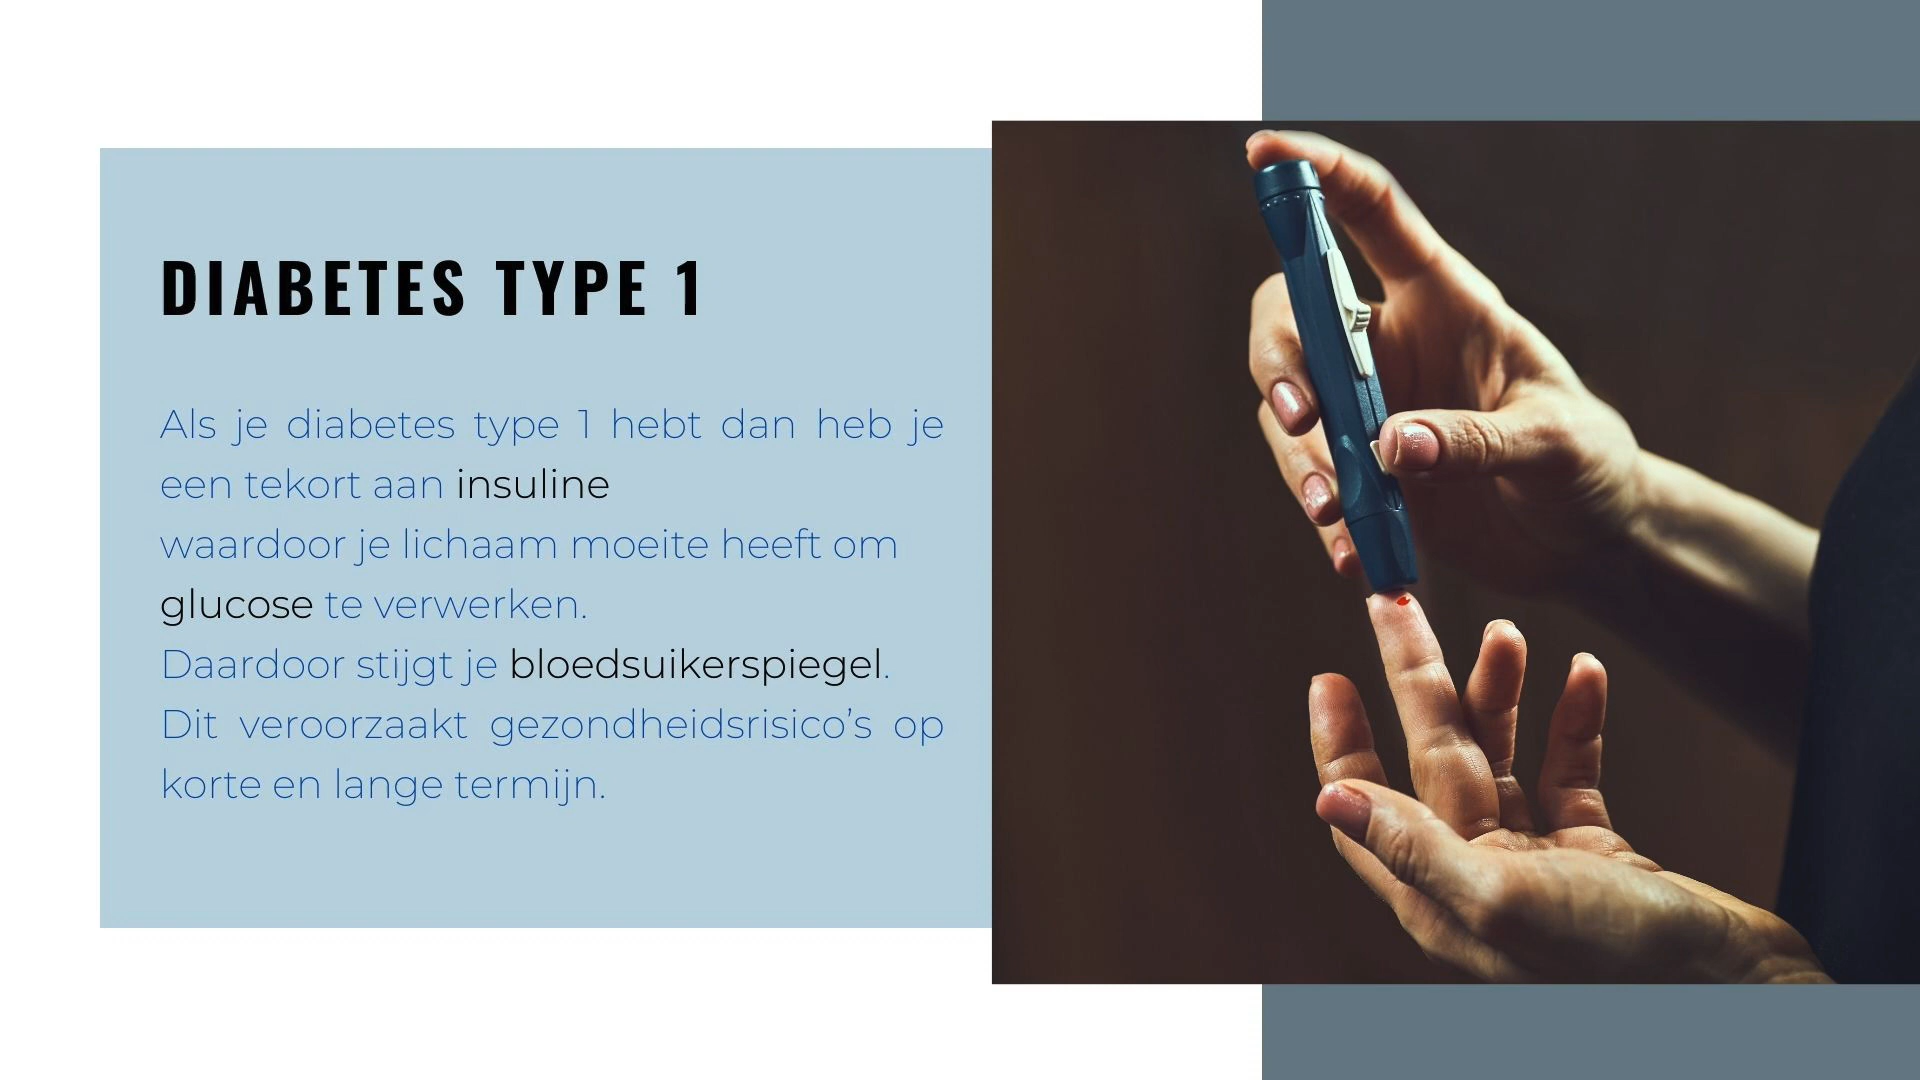 DIABETES TYPE 1
Als je diabetes type 1 hebt dan heb je
een tekort aan insuline
waardoor je lichaam moeite heeft om
glucose te verwerken.
Daardoor stijgt je bloedsuikerspiegel.
Dit veroorzaakt gezondheidsrisico’s op
korte en lange termijn.